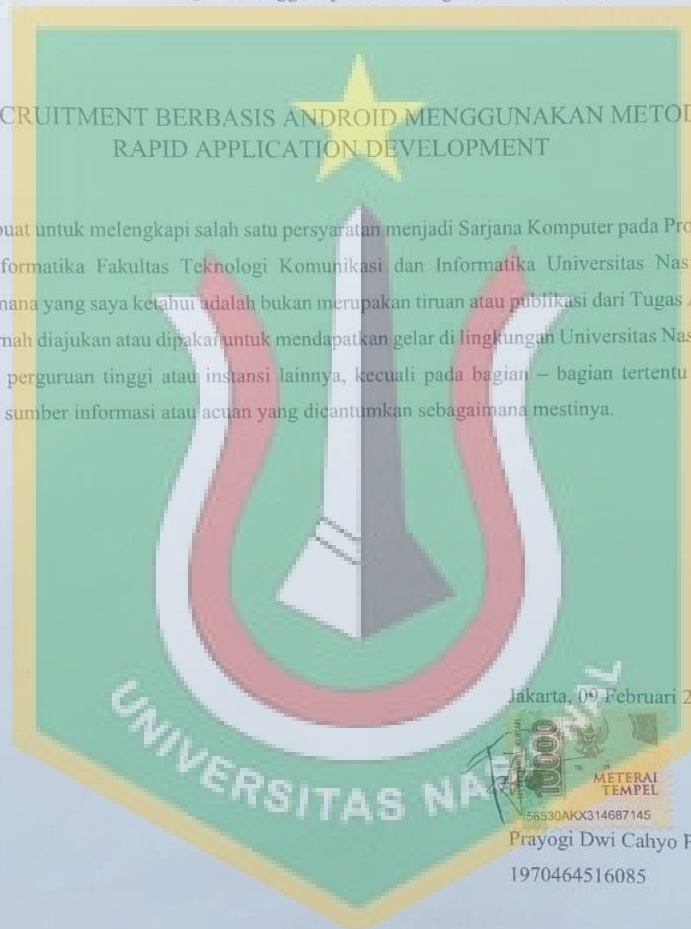 CRUITMENT BERBASIS ANDROID MENGGUNAKAN METOD
RAPID APPLICATION DEVELOPMENT
buat untuk melengkapi salah satu persyaratan menjadi Sarjana Komputer pada Pro
formatika Fakultas Teknologi Komunikasi dan Informatika Universitas Nas
mana yang saya ketahui adalah bukan merupakan tiruan atau publikasi dari Tugas A
rnah diajukan atau dipakai untuk mendapatkan gelar di lingkungan Universitas Nas
perguruan tinggi atau instansi lainnya, kecuali pada bagian – bagian tertentu
sumber informasi atau acuan yang dicantumkan sebagaimana mestinya.
Jakarta, 09 Februari 2
10000
METERAI
TEMPEL
56530AKX314687145
Prayogi Dwi Cahyo P
1970464516085
UNIVERSITAS NASIONAL